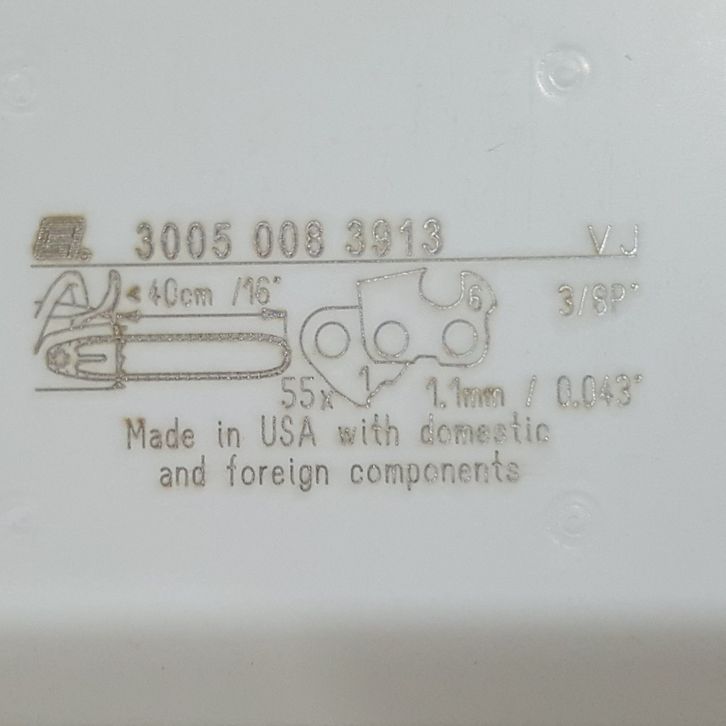 3005 008 3913 VJ
40cm /16"
6
3/8P"
55x
1
1.1mm / 0.043"
Made in USA with domestic
and foreign components